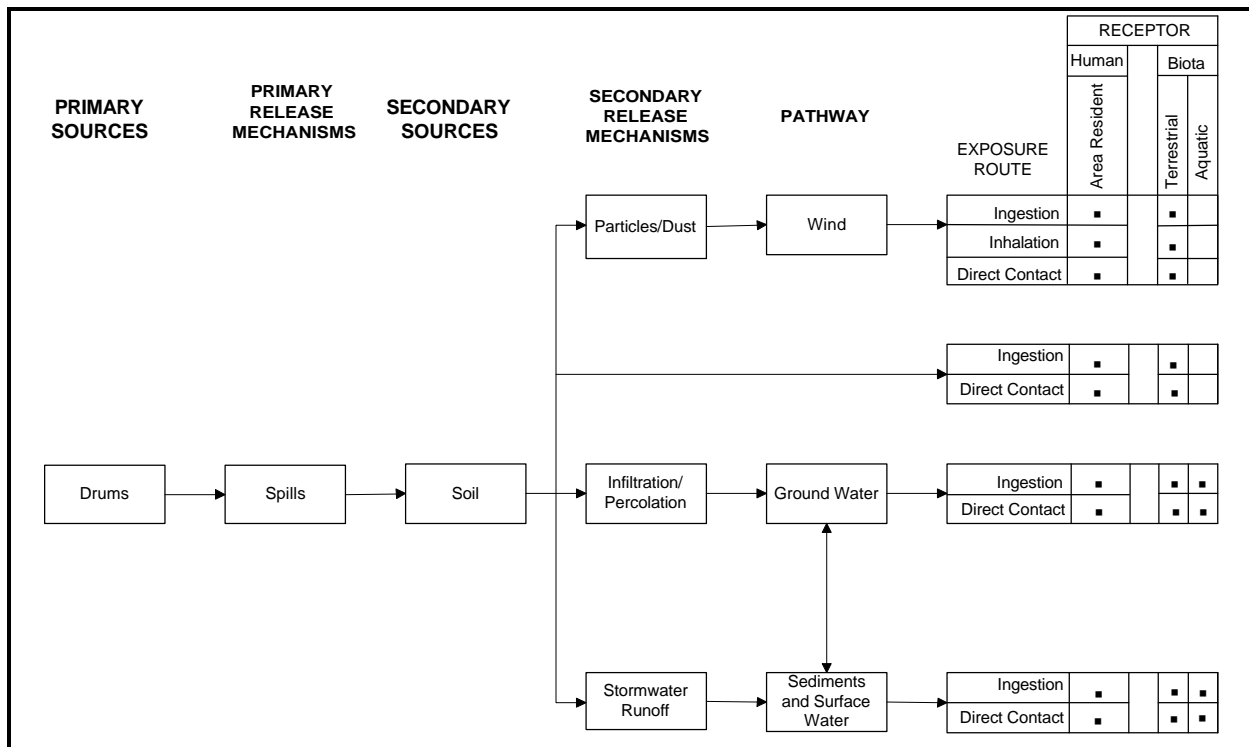 RECEPTOR
Human
Biota
PRIMARY
SOURCES
PRIMARY
RELEASE
MECHANISMS
SECONDARY
SOURCES
SECONDARY
RELEASE
MECHANISMS
PATHWAY
EXPOSURE
ROUTE
Area Resident
Terrestrial
Aquatic
Particles/Dust
Wind
Ingestion
Inhalation
Direct Contact
Ingestion
Direct Contact
Drums
Spills
Soil
Infiltration/
Percolation
Ground Water
Ingestion
Direct Contact
Stormwater
Runoff
Sediments
and Surface
Water
Ingestion
Direct Contact